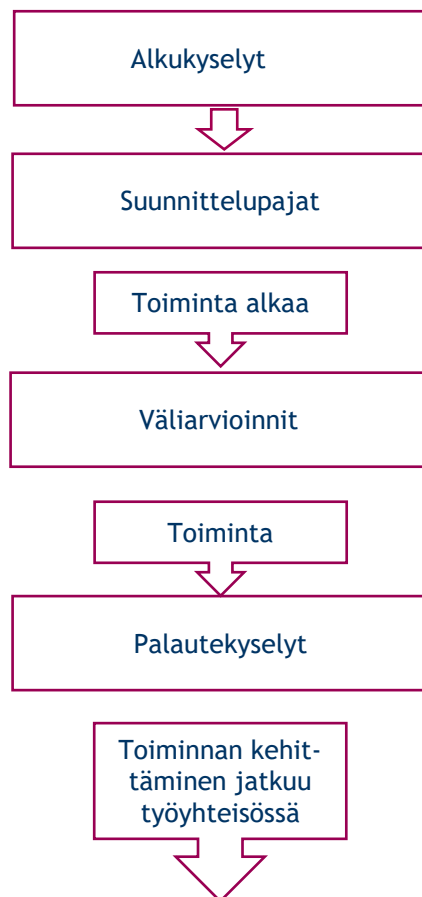 Alkukyselyt
Suunnittelupajat
Toiminta alkaa
Väliarvioinnit
Toiminta
Palautekyselyt
Toiminnan kehit-
täminen jatkuu
työyhteisössä